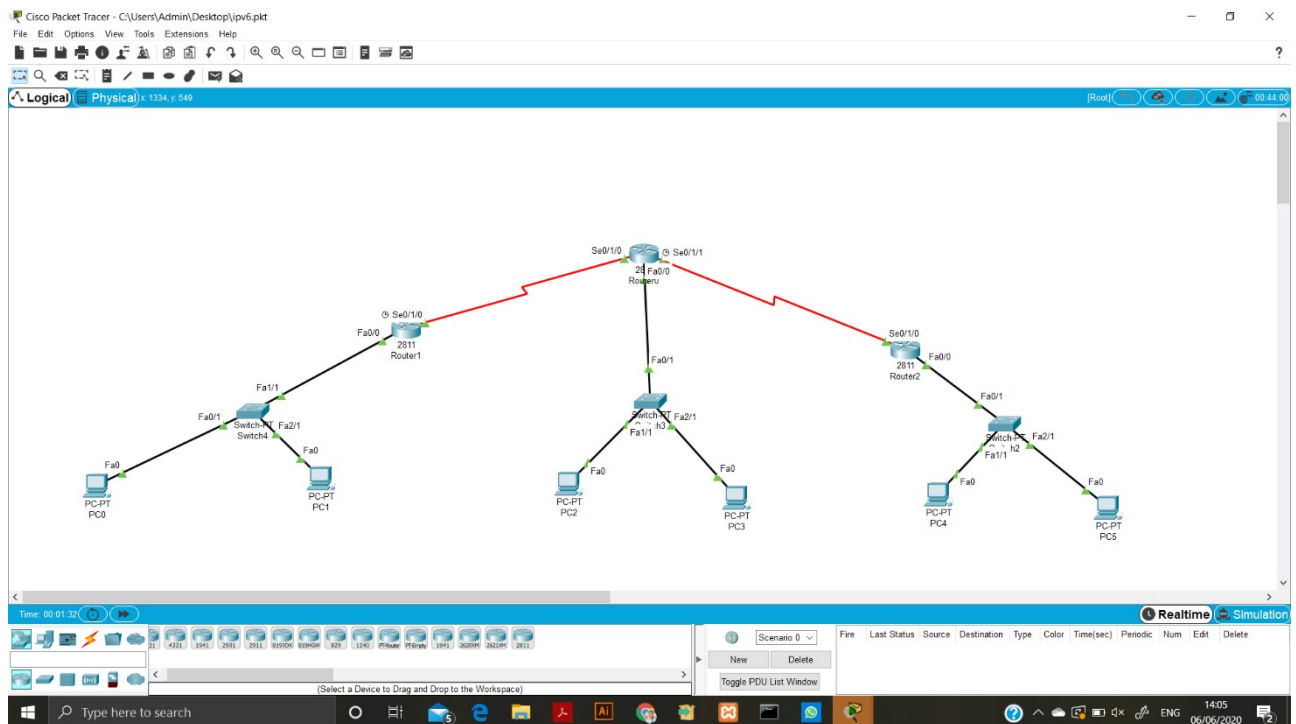 Cisco Packet Tracer - C:\Users\Admin\Desktop\ipv6.pkt
File Edit Options View Tools Extensions Help
?
Logical Physical x: 1334, y: 549 [Root] 00:44:00
Se0/1/0 Se0/1/1
28 Fa0/0
Se0/1/0
Fa0/0
2811
Router1
Se0/1/0
Fa0/0
2811
Router2
Fa0/1
Fa1/1
Fa0/1
Switch-PT Fa2/1
Switch4
Fa0
Fa0
PC-PT
PC0
PC-PT
PC1
Switch-PT Fa2/1
Fa1/1
Fa0
Fa0
PC-PT
PC2
PC-PT
PC3
Fa0/1
Switch-PT Fa2/1
Fa1/1
Fa0
Fa0
PC-PT
PC4
PC-PT
PC5
Time: 00:01:32 Realtime Simulation
4321 1941 2901 2911 819IOX 819HGW 829 1240 PT-Router PT-Empty 1841 2620XM 2621XM 2811
(Select a Device to Drag and Drop to the Workspace)
Scenario 0
New Delete
Toggle PDU List Window
Fire Last Status Source Destination Type Color Time(sec) Periodic Num Edit Delete
Type here to search
ENG 14:05
06/06/2020